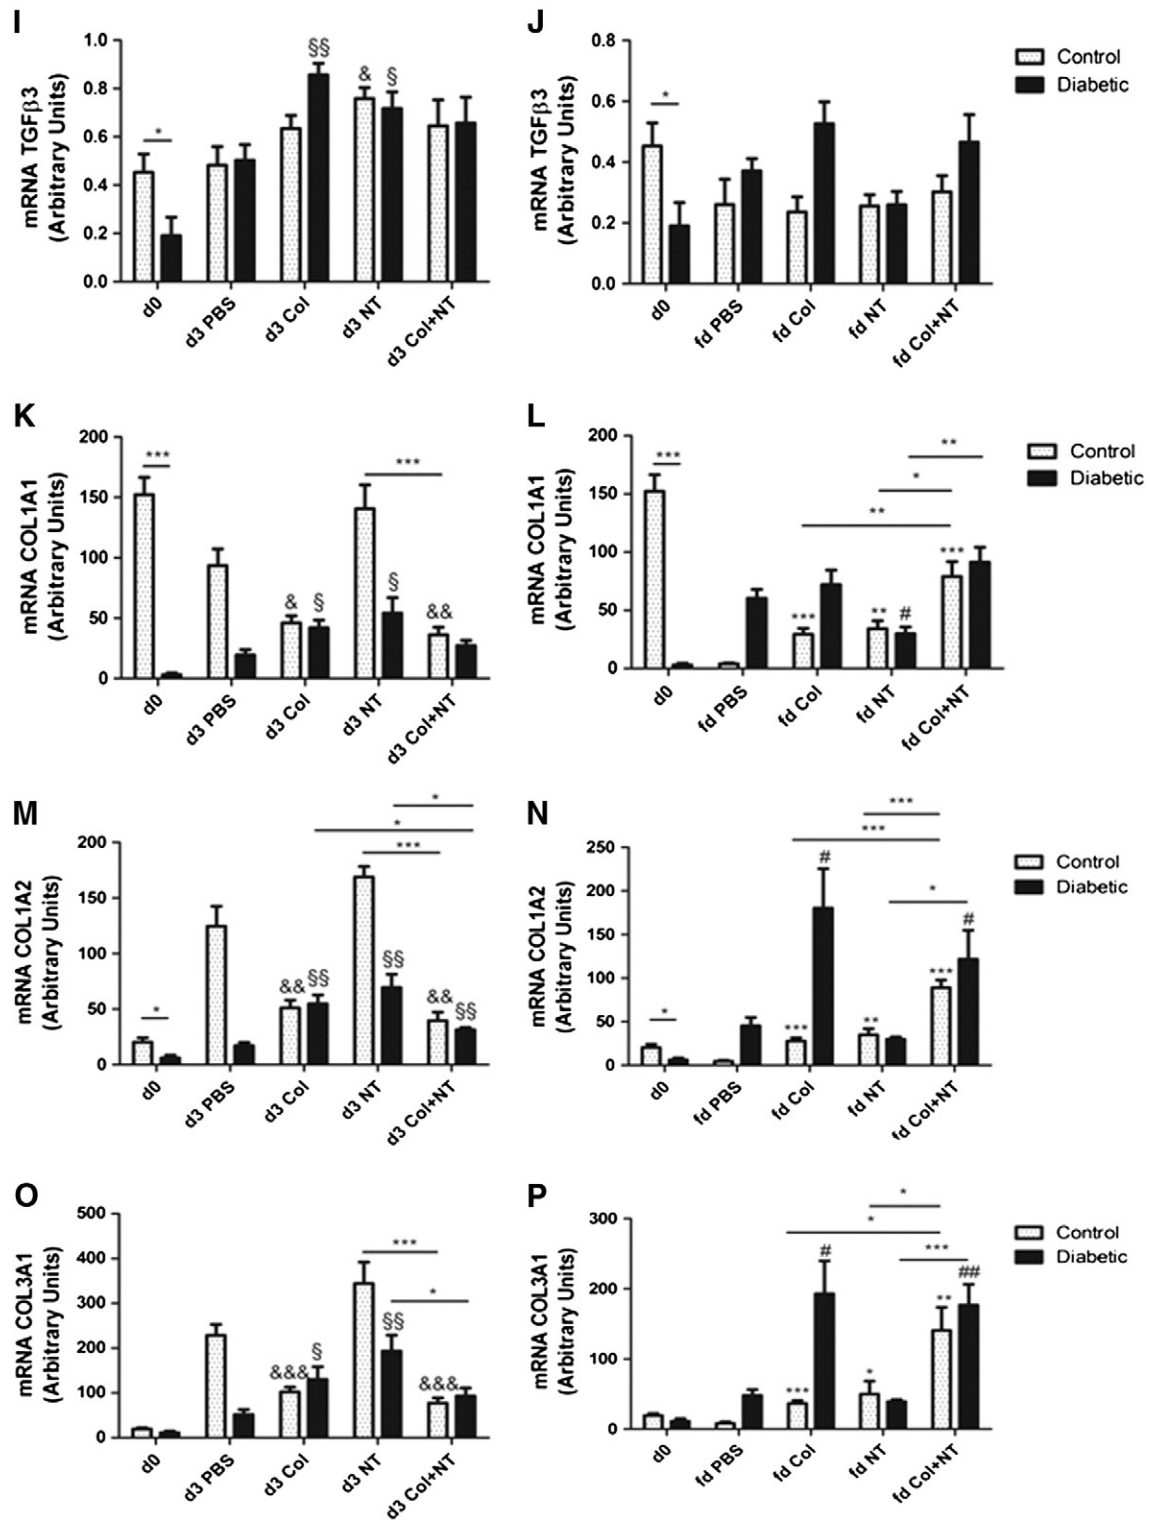 I
mRNA TGFβ3
(Arbitrary Units)
1.0
0.8
0.6
0.4
0.2
0.0
*
§§
&
§
d0
d3 PBS
d3 Col
d3 NT
d3 Col+NT
J
mRNA TGFβ3
(Arbitrary Units)
0.8
0.6
0.4
0.2
0.0
*
d0
fd PBS
fd Col
fd NT
fd Col+NT
Control
Diabetic
K
mRNA COL1A1
(Arbitrary Units)
200
150
100
50
0
***
***
&
§
§
&&
d0
d3 PBS
d3 Col
d3 NT
d3 Col+NT
L
mRNA COL1A1
(Arbitrary Units)
200
150
100
50
0
***
**
*
**
***
***
**
#
d0
fd PBS
fd Col
fd NT
fd Col+NT
Control
Diabetic
M
mRNA COL1A2
(Arbitrary Units)
200
150
100
50
0
*
*
***
*
&&
§§
§§
&&
§§
d0
d3 PBS
d3 Col
d3 NT
d3 Col+NT
N
mRNA COL1A2
(Arbitrary Units)
250
200
150
100
50
0
***
***
#
*
#
*
***
**
***
d0
fd PBS
fd Col
fd NT
fd Col+NT
Control
Diabetic
O
mRNA COL3A1
(Arbitrary Units)
500
400
300
200
100
0
***
*
&&&
§
§§
&&&
d0
d3 PBS
d3 Col
d3 NT
d3 Col+NT
P
mRNA COL3A1
(Arbitrary Units)
300
200
100
0
*
*
***
#
##
***
*
**
d0
fd PBS
fd Col
fd NT
fd Col+NT
Control
Diabetic